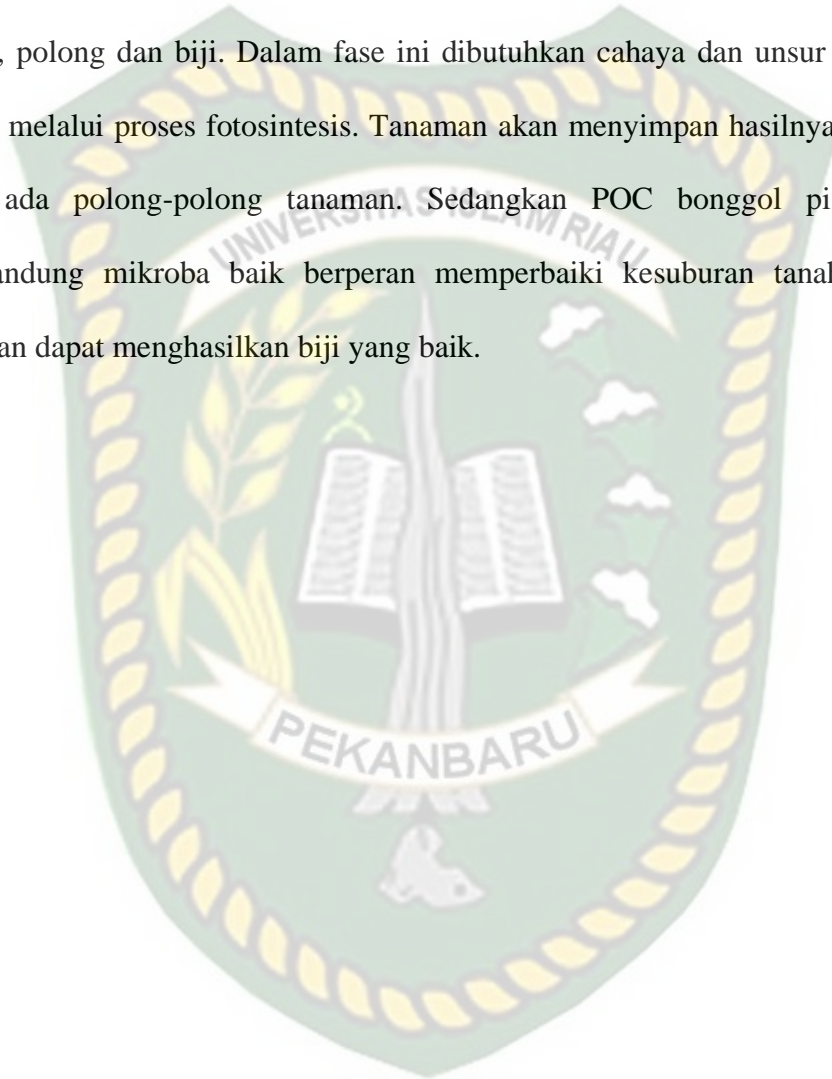 , polong dan biji. Dalam fase ini dibutuhkan cahaya dan unsur
melalui proses fotosintesis. Tanaman akan menyimpan hasilnya
ada polong-polong tanaman. Sedangkan POC bonggol pi
andung mikroba baik berperan memperbaiki kesuburan tanah
an dapat menghasilkan biji yang baik.
UNIVERSITAS ISLAM RIAU
PEKANBARU